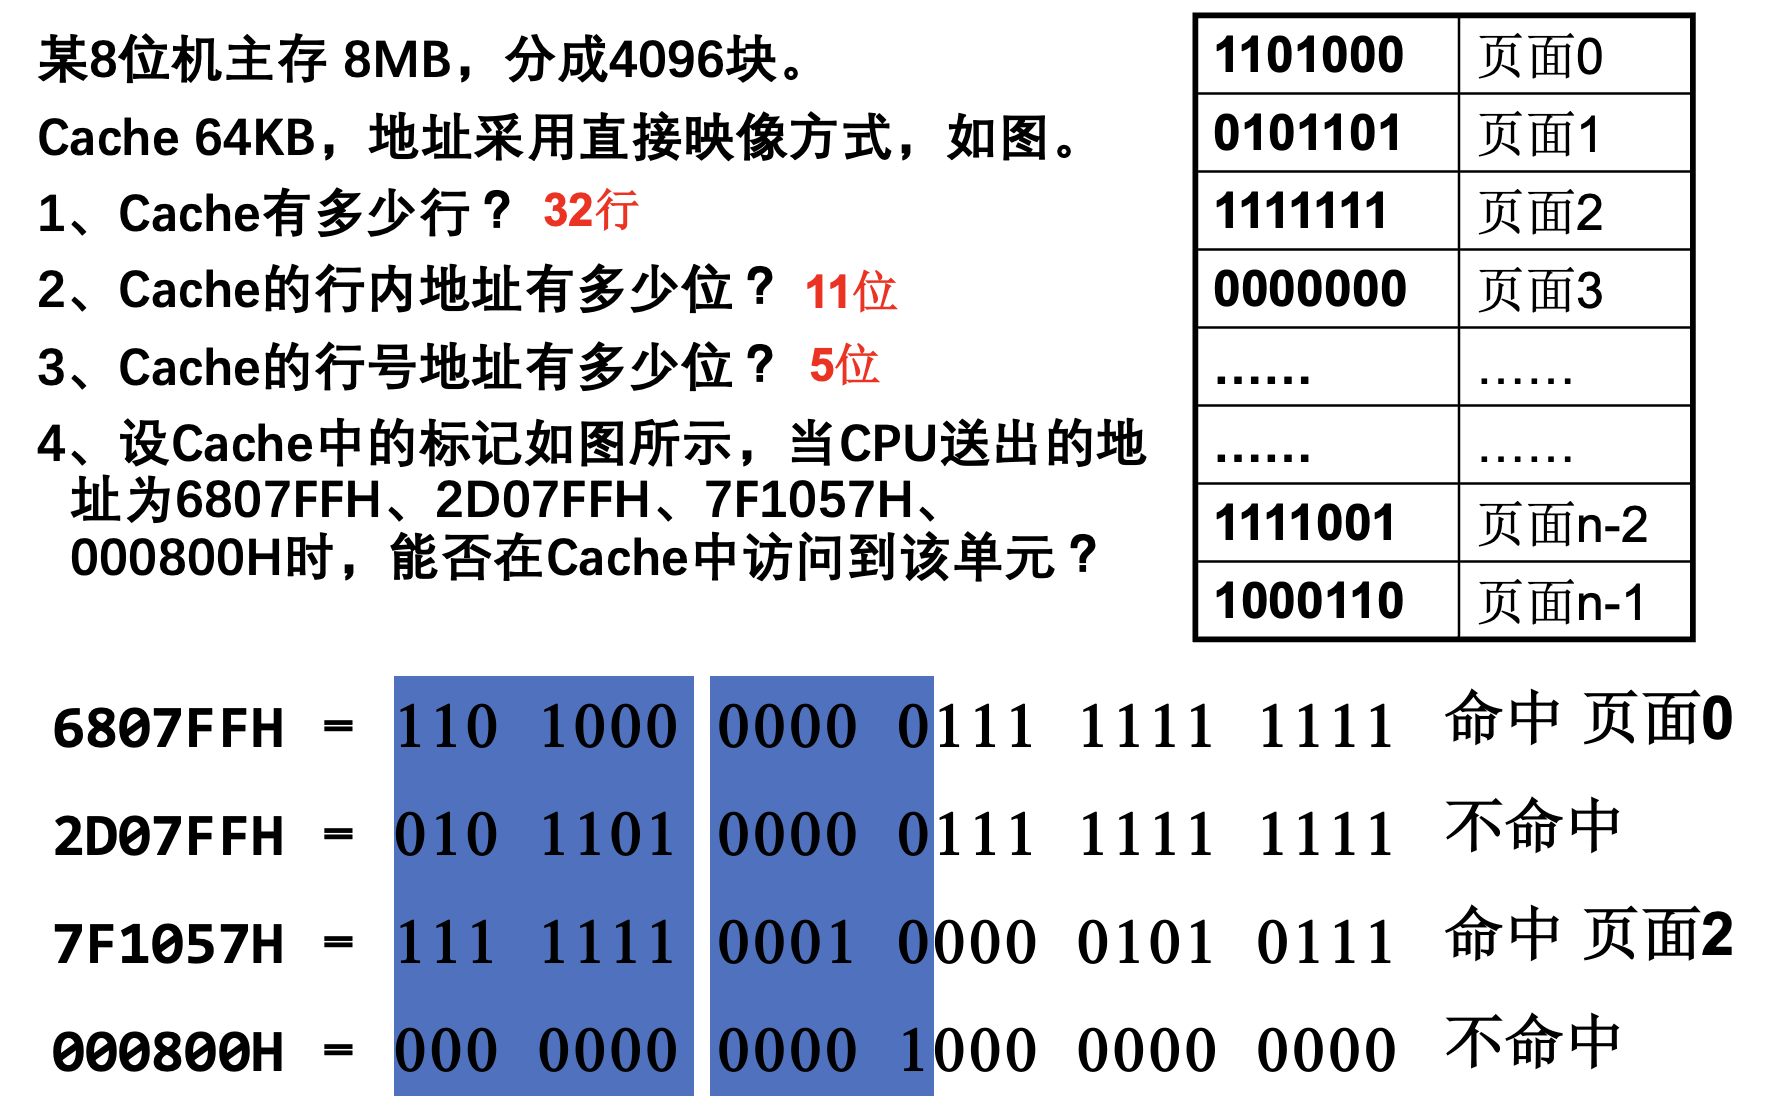 某8位机主存 8MB，分成4096块。
Cache 64KB，地址采用直接映像方式，如图。
1、Cache有多少行？ 32行
2、Cache的行内地址有多少位？ 11位
3、Cache的行号地址有多少位？ 5位
4、设Cache中的标记如图所示，当CPU送出的地
址为6807FFH、2D07FFH、7F1057H、
000800H时，能否在Cache中访问到该单元？
1101000 页面0
0101101 页面1
1111111 页面2
0000000 页面3
...... ......
...... ......
1111001 页面n-2
1000110 页面n-1
6807FFH = 110 1000 0000 0111 1111 1111 命中 页面0
2D07FFH = 010 1101 0000 0111 1111 1111 不命中
7F1057H = 111 1111 0001 0000 0101 0111 命中 页面2
000800H = 000 0000 0000 1000 0000 0000 不命中